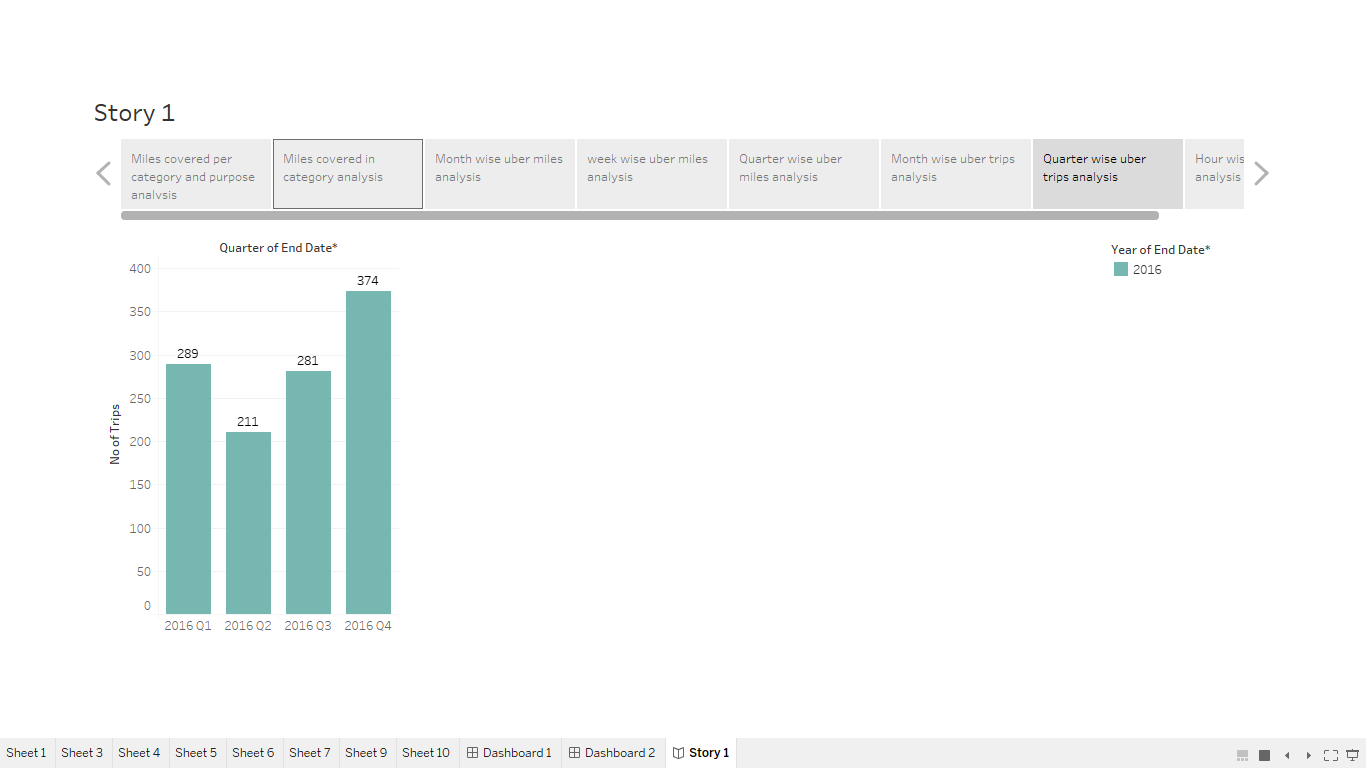 Story 1
Miles covered per
category and purpose
analysis
Miles covered in
category analysis
Month wise uber miles
analysis
week wise uber miles
analysis
Quarter wise uber
miles analysis
Month wise uber trips
analysis
Quarter wise uber
trips analysis
Hour wis
analysis
Quarter of End Date*
Year of End Date*
2016
No of Trips
400
350
300
250
200
150
100
50
0
289
211
281
374
2016 Q1
2016 Q2
2016 Q3
2016 Q4
Sheet 1
Sheet 3
Sheet 4
Sheet 5
Sheet 6
Sheet 7
Sheet 9
Sheet 10
Dashboard 1
Dashboard 2
Story 1